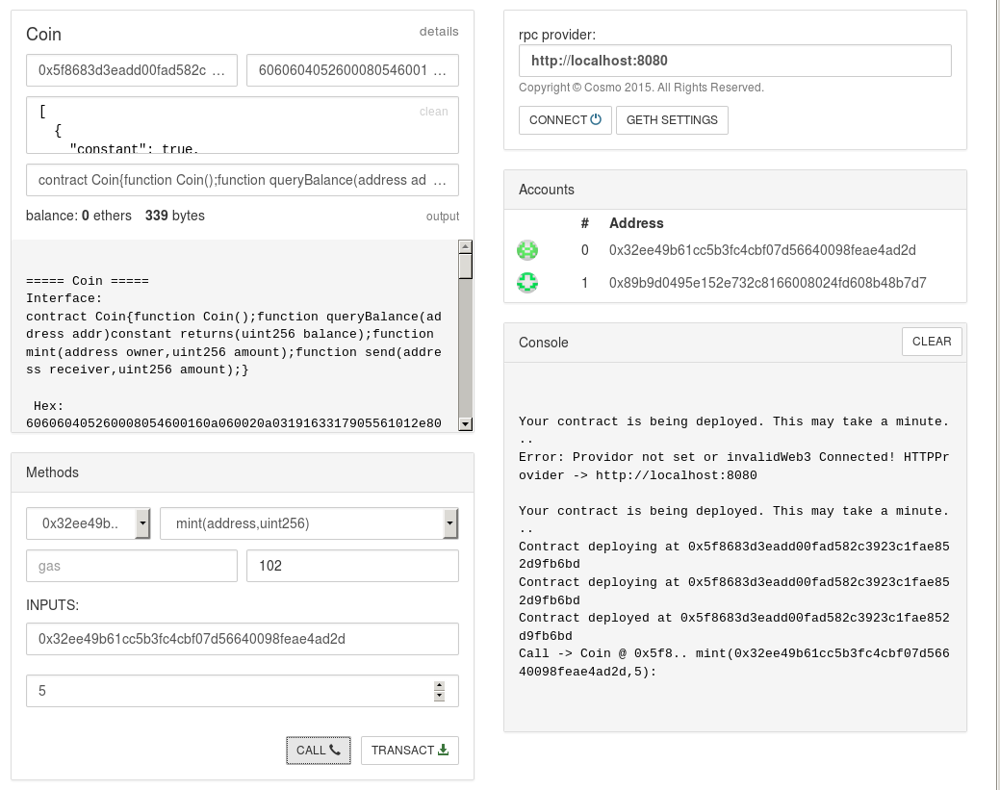 Coin
details
0x5f8683d3eadd00fad582c ...
6060604052600080546001 ...
[
clean
{
"constant": true,
contract Coin{function Coin();function queryBalance(address ad ...
balance: 0 ethers 339 bytes
output
===== Coin =====
Interface:
contract Coin{function Coin();function queryBalance(ad
dress addr)constant returns(uint256 balance);function
mint(address owner,uint256 amount);function send(addre
ss receiver,uint256 amount);}
Hex:
6060604052600080546001​60a060020a0319163317905561012e80
Methods
0x32ee49b..
mint(address,uint256)
gas
102
INPUTS:
0x32ee49b61cc5b3fc4cbf07d56640098feae4ad2d
5
CALL
TRANSACT
rpc provider:
http://localhost:8080
Copyright © Cosmo 2015. All Rights Reserved.
CONNECT
GETH SETTINGS
Accounts
# Address
0 0x32ee49b61cc5b3fc4cbf07d56640098feae4ad2d
1 0x89b9d0495e152e732c8166008024fd608b48b7d7
Console
CLEAR
Your contract is being deployed. This may take a minute.
..
Error: Providor not set or invalidWeb3 Connected! HTTPPr
ovider -> http://localhost:8080
Your contract is being deployed. This may take a minute.
..
Contract deploying at 0x5f8683d3eadd00fad582c3923c1fae85
2d9fb6bd
Contract deploying at 0x5f8683d3eadd00fad582c3923c1fae85
2d9fb6bd
Contract deployed at 0x5f8683d3eadd00fad582c3923c1fae852
d9fb6bd
Call -> Coin @ 0x5f8.. mint(0x32ee49b61cc5b3fc4cbf07d566
40098feae4ad2d,5):